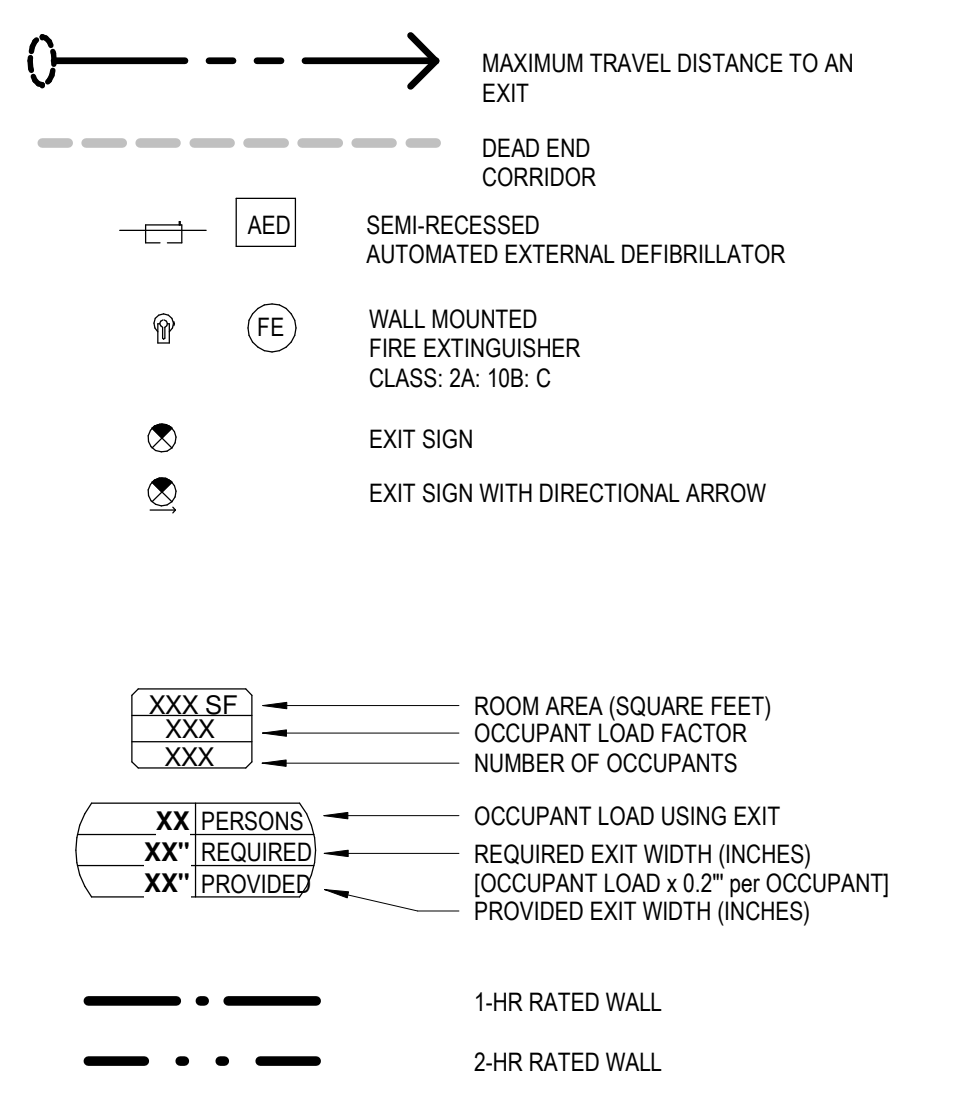 MAXIMUM TRAVEL DISTANCE TO AN
EXIT
DEAD END
CORRIDOR
AED
SEMI-RECESSED
AUTOMATED EXTERNAL DEFIBRILLATOR
FE
WALL MOUNTED
FIRE EXTINGUISHER
CLASS: 2A: 10B: C
EXIT SIGN
EXIT SIGN WITH DIRECTIONAL ARROW
XXX SF
ROOM AREA (SQUARE FEET)
XXX
OCCUPANT LOAD FACTOR
XXX
NUMBER OF OCCUPANTS
XX PERSONS
OCCUPANT LOAD USING EXIT
XX" REQUIRED
REQUIRED EXIT WIDTH (INCHES)
[OCCUPANT LOAD x 0.2"' per OCCUPANT]
XX" PROVIDED
PROVIDED EXIT WIDTH (INCHES)
1-HR RATED WALL
2-HR RATED WALL